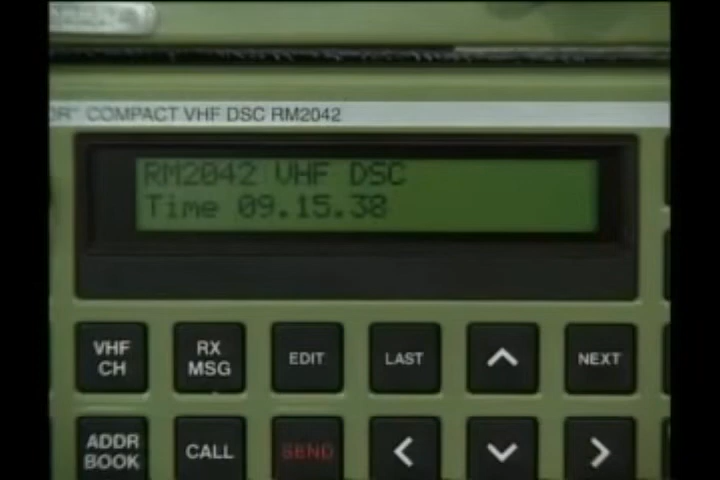 COMPACT VHF DSC RM2042
RM2042 VHF DSC
Time 09.15.38
VHF CH
RX MSG
EDIT
LAST
NEXT
ADDR BOOK
CALL
SEND